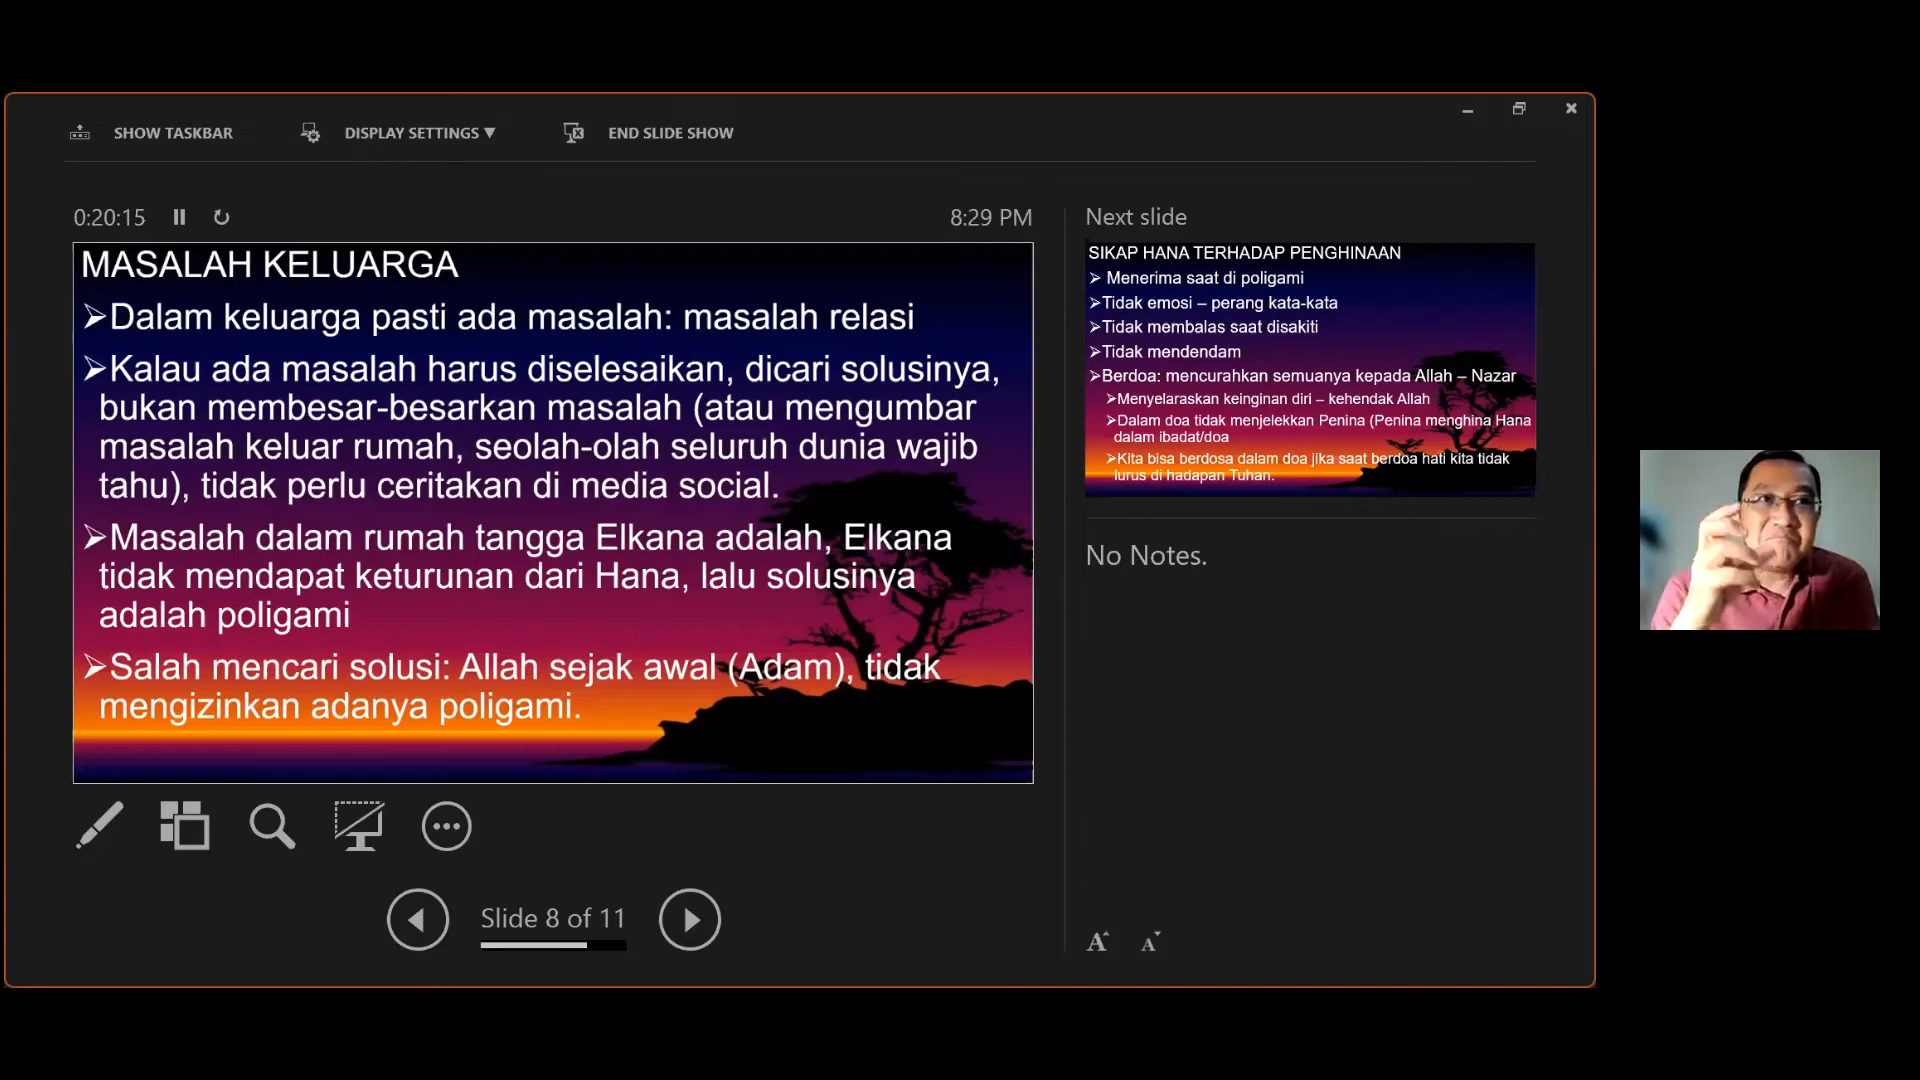 SHOW TASKBAR
DISPLAY SETTINGS ▼
END SLIDE SHOW
0:20:15
8:29 PM
MASALAH KELUARGA
➢Dalam keluarga pasti ada masalah: masalah relasi
➢Kalau ada masalah harus diselesaikan, dicari solusinya,
bukan membesar-besarkan masalah (atau mengumbar
masalah keluar rumah, seolah-olah seluruh dunia wajib
tahu), tidak perlu ceritakan di media social.
➢Masalah dalam rumah tangga Elkana adalah, Elkana
tidak mendapat keturunan dari Hana, lalu solusinya
adalah poligami
➢Salah mencari solusi: Allah sejak awal (Adam), tidak
mengizinkan adanya poligami.
Slide 8 of 11
Next slide
SIKAP HANA TERHADAP PENGHINAAN
➢ Menerima saat di poligami
➢Tidak emosi – perang kata-kata
➢Tidak membalas saat disakiti
➢Tidak mendendam
➢Berdoa: mencurahkan semuanya kepada Allah – Nazar
➢Menyelaraskan keinginan diri – kehendak Allah
➢Dalam doa tidak menjelekkan Penina (Penina menghina Hana
dalam ibadat/doa
➢Kita bisa berdosa dalam doa jika saat berdoa hati kita tidak
lurus di hadapan Tuhan.
No Notes.
A A